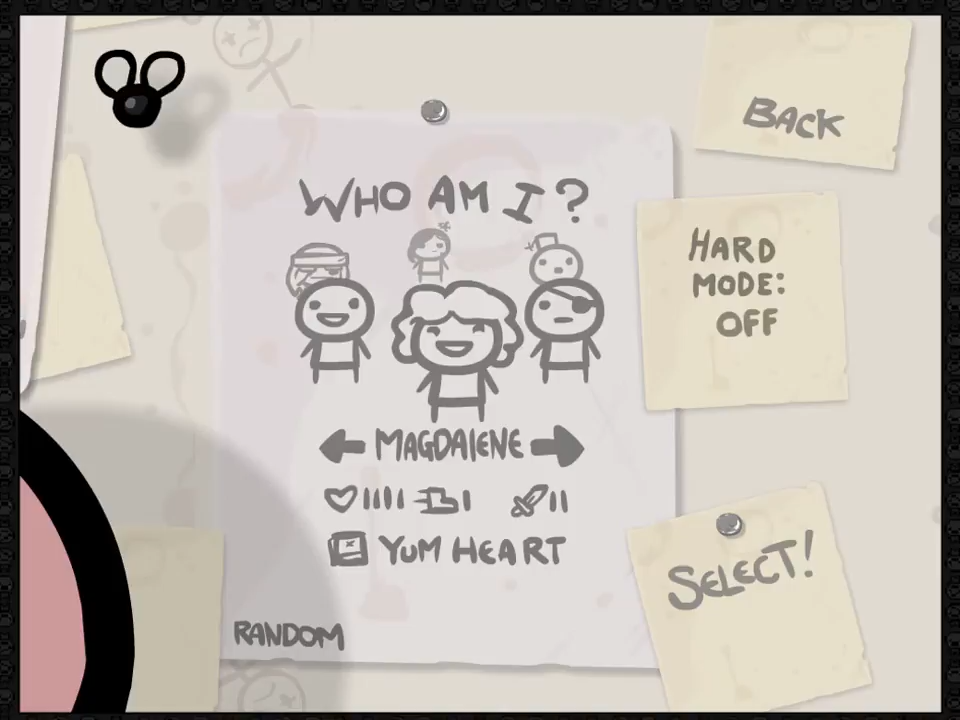 BACK
WHO AM I?
HARD
MODE:
OFF
MAGDALENE
YUM HEART
SELECT!
RANDOM